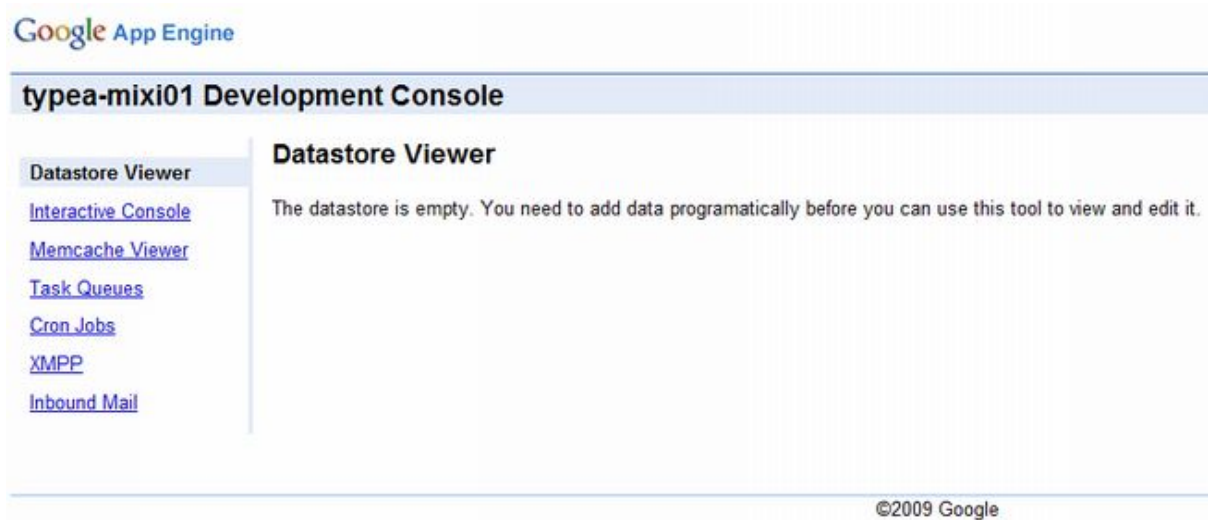 Google App Engine
typea-mixi01 Development Console
Datastore Viewer
Interactive Console
Memcache Viewer
Task Queues
Cron Jobs
XMPP
Inbound Mail
Datastore Viewer
The datastore is empty. You need to add data programatically before you can use this tool to view and edit it.
©2009 Google